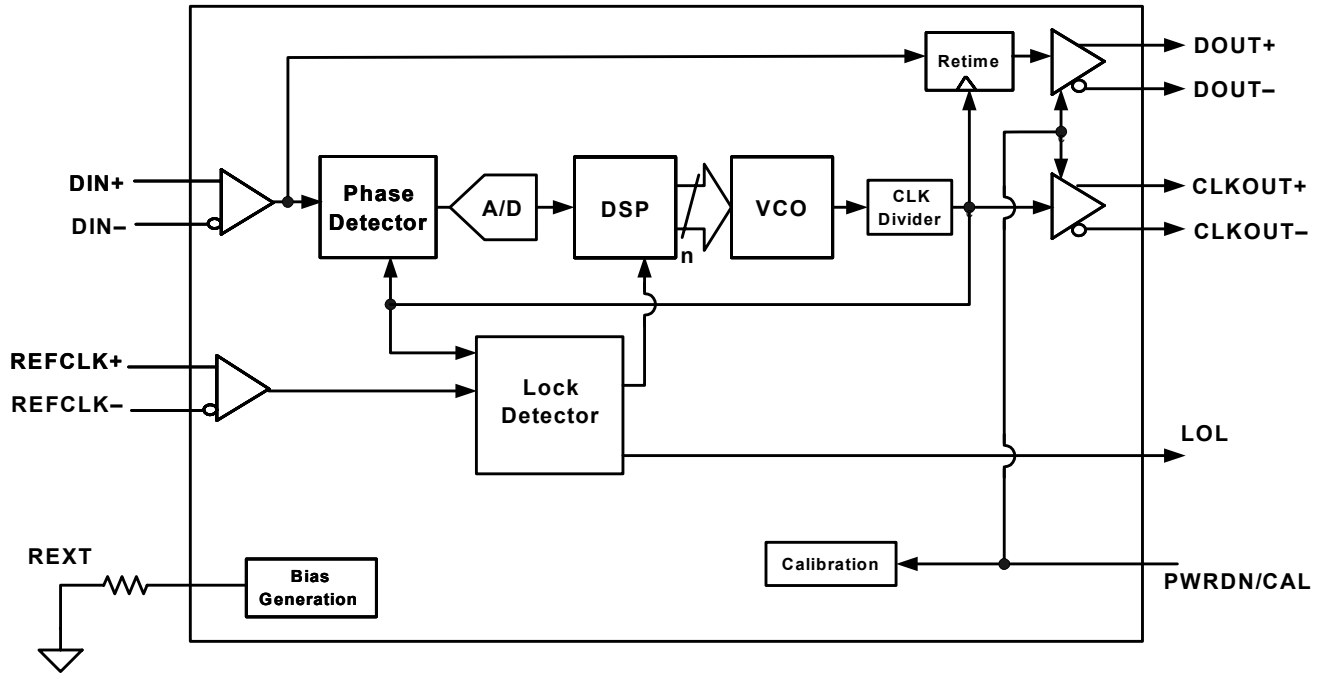 Retime
DOUT+
DOUT–
DIN+
DIN–
Phase
Detector
A/D
DSP
n
VCO
CLK
Divider
CLKOUT+
CLKOUT–
REFCLK+
REFCLK–
Lock
Detector
LOL
REXT
Bias
Generation
Calibration
PWRDN/CAL